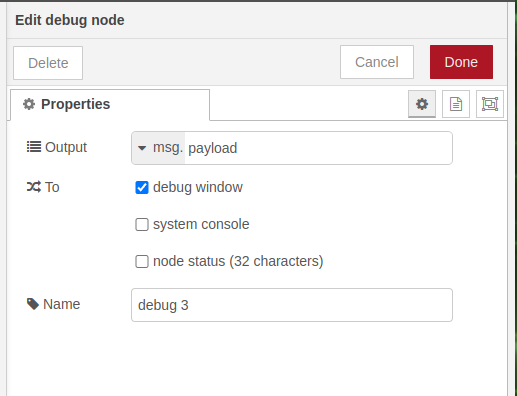 Edit debug node
Delete
Cancel
Done
Properties
Output
msg. payload
To
debug window
system console
node status (32 characters)
Name
debug 3